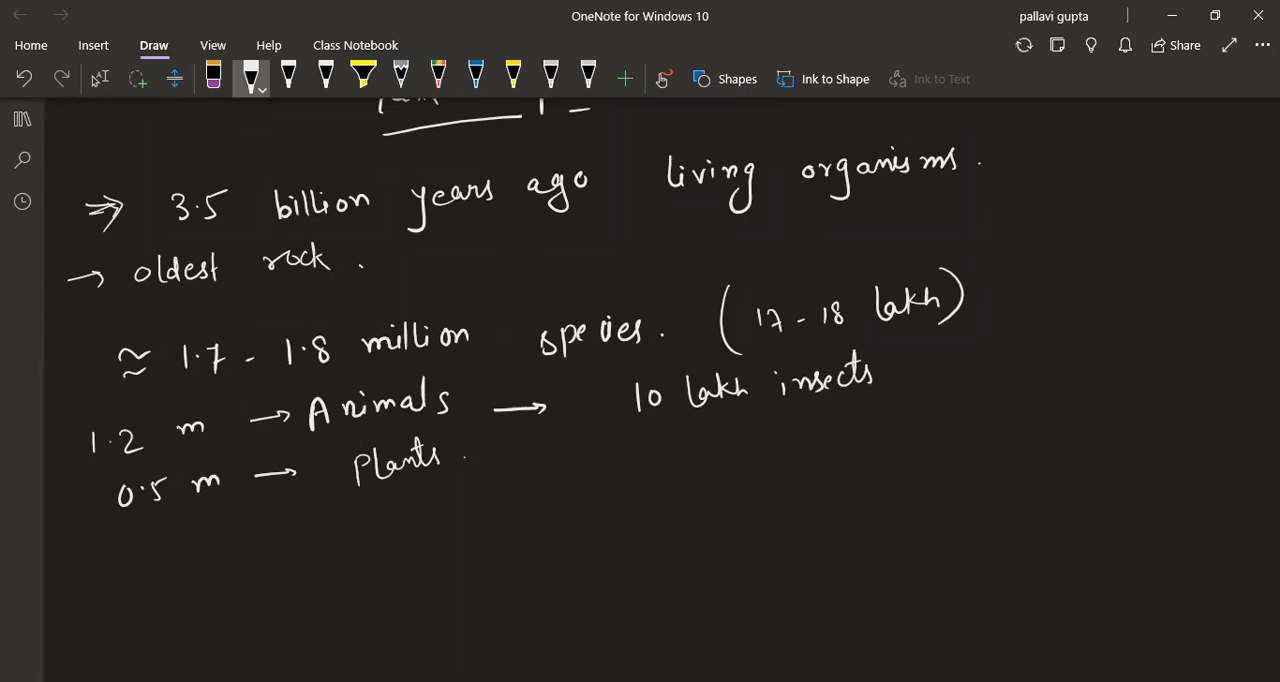 OneNote for Windows 10
pallavi gupta
Home Insert Draw View Help Class Notebook
Share
Shapes Ink to Shape Ink to Text
⇒ 3.5 billion years ago living organisms.
→ oldest rock.
≈ 1.7 - 1.8 million species. (17 - 18 lakh)
1.2 m → Animals → 10 lakh insects
0.5 m → Plants.